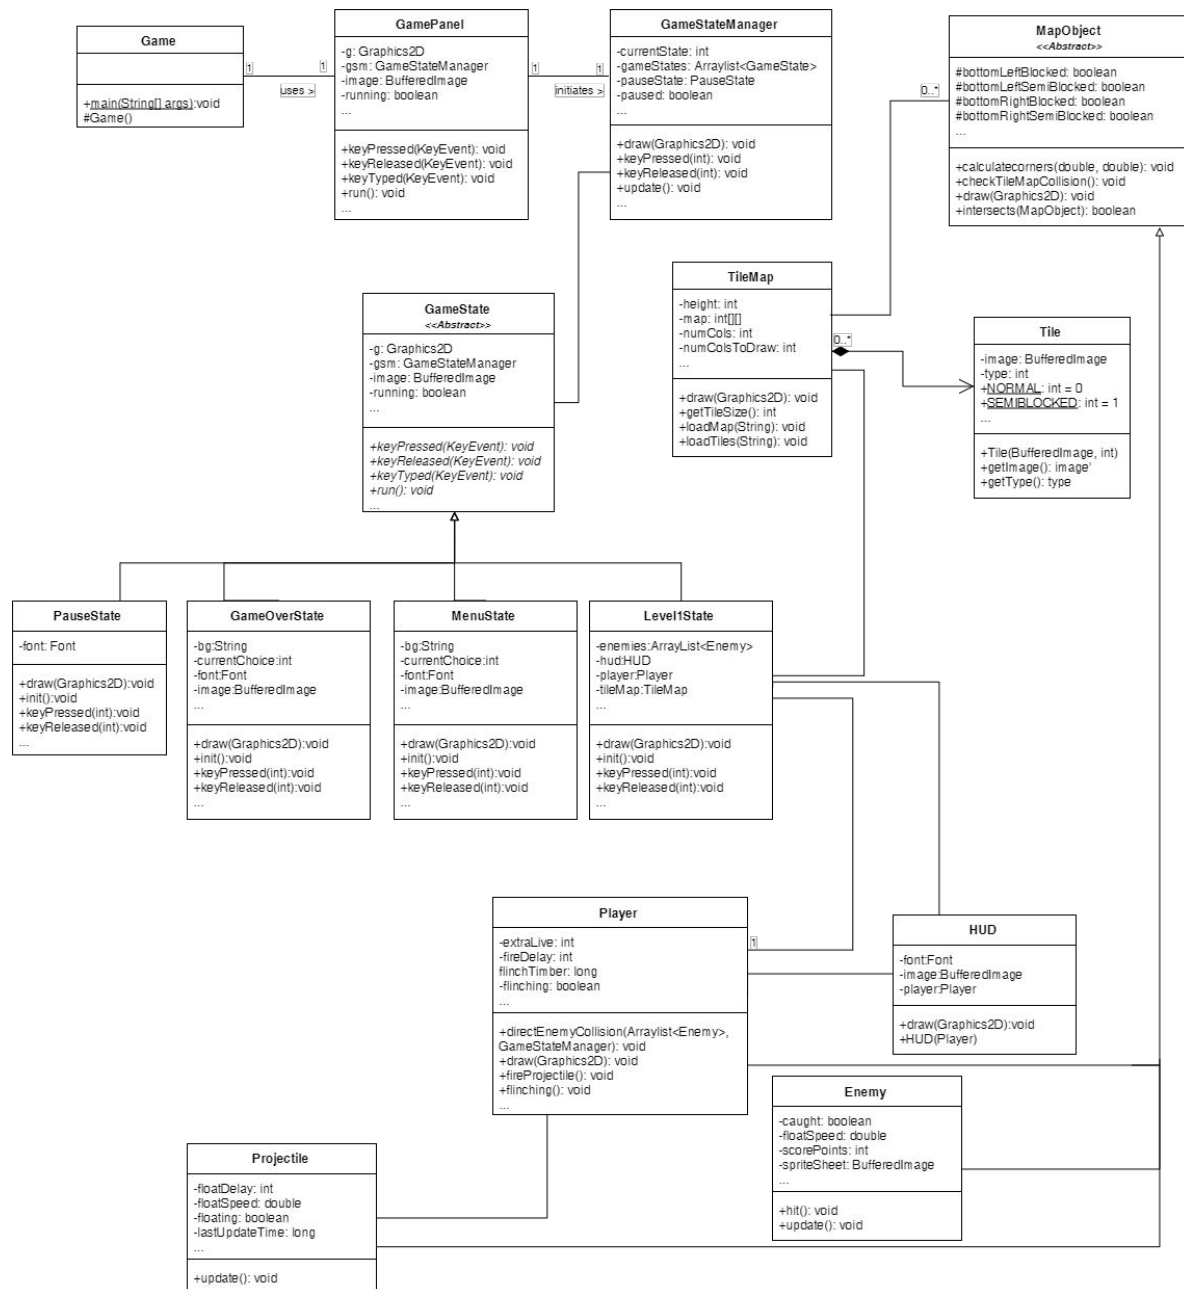 Game
+main(String[] args):void
#Game()
1
1
uses >
GamePanel
-g: Graphics2D
-gsm: GameStateManager
-image: BufferedImage
-running: boolean
...
+keyPressed(KeyEvent): void
+keyReleased(KeyEvent): void
+keyTyped(KeyEvent): void
+run(): void
...
1
1
initiates >
GameStateManager
-currentState: int
-gameStates: Arraylist<GameState>
-pauseState: PauseState
-paused: boolean
...
+draw(Graphics2D): void
+keyPressed(int): void
+keyReleased(int): void
+update(): void
...
MapObject
<<Abstract>>
#bottomLeftBlocked: boolean
#bottomLeftSemiBlocked: boolean
#bottomRightBlocked: boolean
#bottomRightSemiBlocked: boolean
...
+calculatecorners(double, double): void
+checkTileMapCollision(): void
+draw(Graphics2D): void
+intersects(MapObject): boolean
0..*
GameState
<<Abstract>>
-g: Graphics2D
-gsm: GameStateManager
-image: BufferedImage
-running: boolean
...
+keyPressed(KeyEvent): void
+keyReleased(KeyEvent): void
+keyTyped(KeyEvent): void
+run(): void
...
TileMap
-height: int
-map: int[][]
-numCols: int
-numColsToDraw: int
...
+draw(Graphics2D): void
+getTileSize(): int
+loadMap(String): void
+loadTiles(String): void
0..*
Tile
-image: BufferedImage
-type: int
+NORMAL: int = 0
+SEMIBLOCKED: int = 1
...
+Tile(BufferedImage, int)
+getImage(): image'
+getType(): type
PauseState
-font: Font
+draw(Graphics2D):void
+init():void
+keyPressed(int):void
+keyReleased(int):void
...
GameOverState
-bg:String
-currentChoice:int
-font:Font
-image:BufferedImage
...
+draw(Graphics2D):void
+init():void
+keyPressed(int):void
+keyReleased(int):void
...
MenuState
-bg:String
-currentChoice:int
-font:Font
-image:BufferedImage
...
+draw(Graphics2D):void
+init():void
+keyPressed(int):void
+keyReleased(int):void
...
Level1State
-enemies:ArrayList<Enemy>
-hud:HUD
-player:Player
-tileMap:TileMap
...
+draw(Graphics2D):void
+init():void
+keyPressed(int):void
+keyReleased(int):void
...
Player
-extraLive: int
-fireDelay: int
flinchTimber: long
-flinching: boolean
...
+directEnemyCollision(Arraylist<Enemy>,
GameStateManager): void
+draw(Graphics2D): void
+fireProjectile(): void
+flinching(): void
...
1
HUD
-font:Font
-image:BufferedImage
-player:Player
+draw(Graphics2D):void
+HUD(Player)
Enemy
-caught: boolean
-floatSpeed: double
-scorePoints: int
-spriteSheet: BufferedImage
...
+hit(): void
+update(): void
Projectile
-floatDelay: int
-floatSpeed: double
-floating: boolean
-lastUpdateTime: long
...
+update(): void